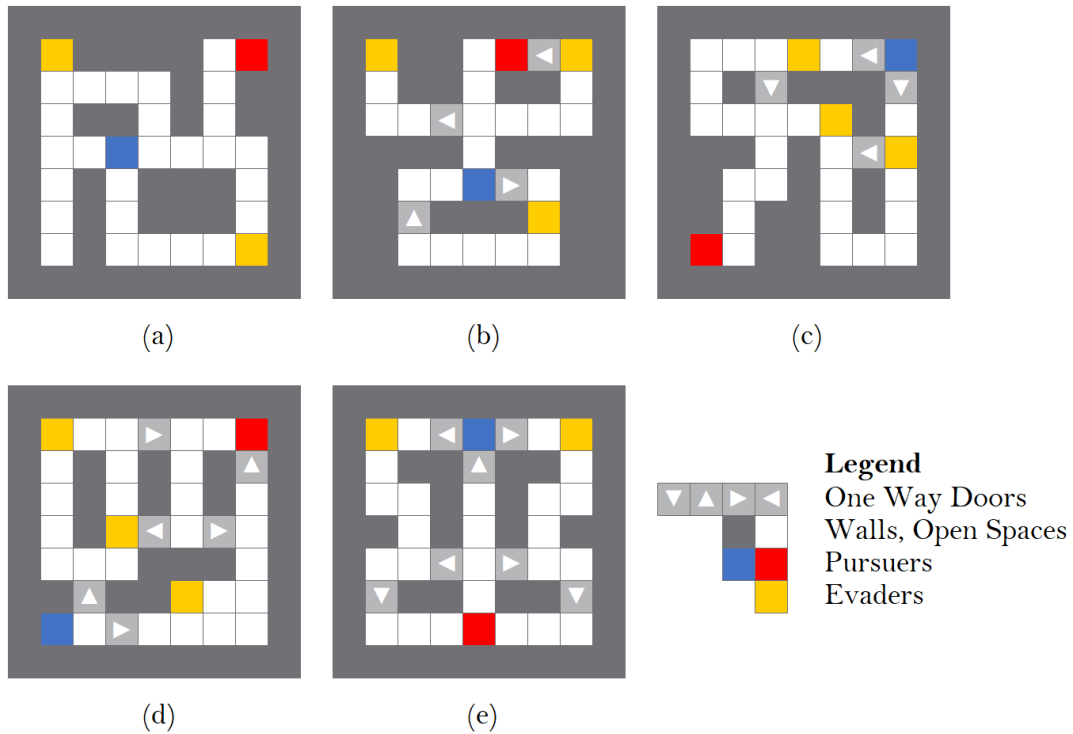 (a)
(b)
(c)
(d)
(e)
Legend
One Way Doors
Walls, Open Spaces
Pursuers
Evaders